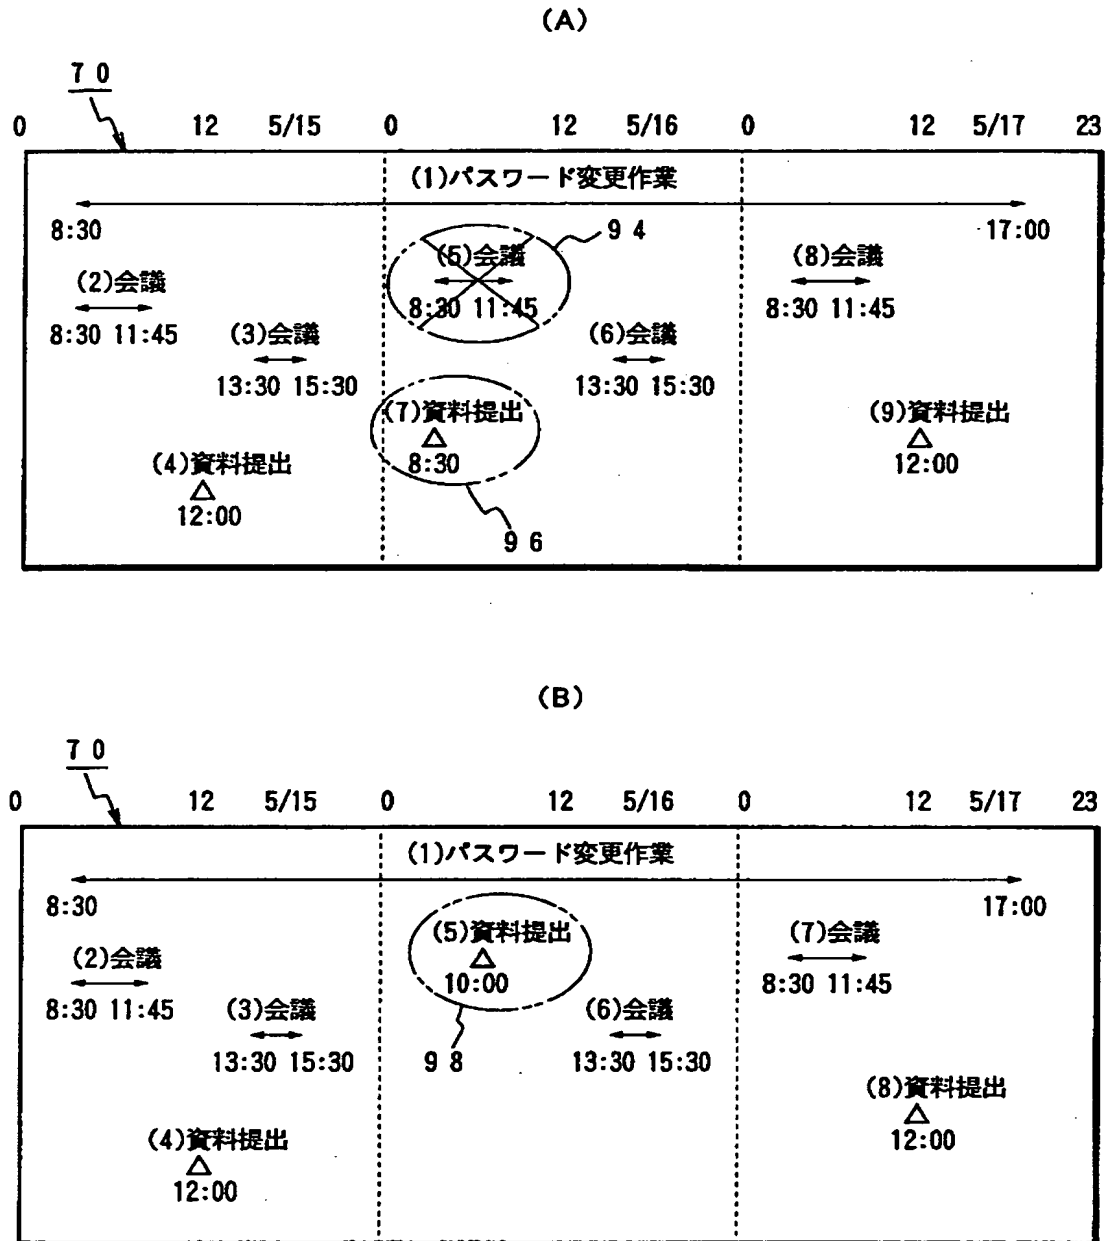 (A)
70
0 12 5/15 0 12 5/16 0 12 5/17 23
(1)パスワード変更作業
8:30 17:00
94
(5)会議
8:30 11:45
(8)会議
8:30 11:45
(2)会議
8:30 11:45
(3)会議
13:30 15:30
(6)会議
13:30 15:30
(7)資料提出
8:30
(9)資料提出
12:00
(4)資料提出
12:00
96
(B)
70
0 12 5/15 0 12 5/16 0 12 5/17 23
(1)パスワード変更作業
8:30 17:00
(5)資料提出
10:00
(7)会議
8:30 11:45
(2)会議
8:30 11:45
(3)会議
13:30 15:30
98
(6)会議
13:30 15:30
(8)資料提出
12:00
(4)資料提出
12:00